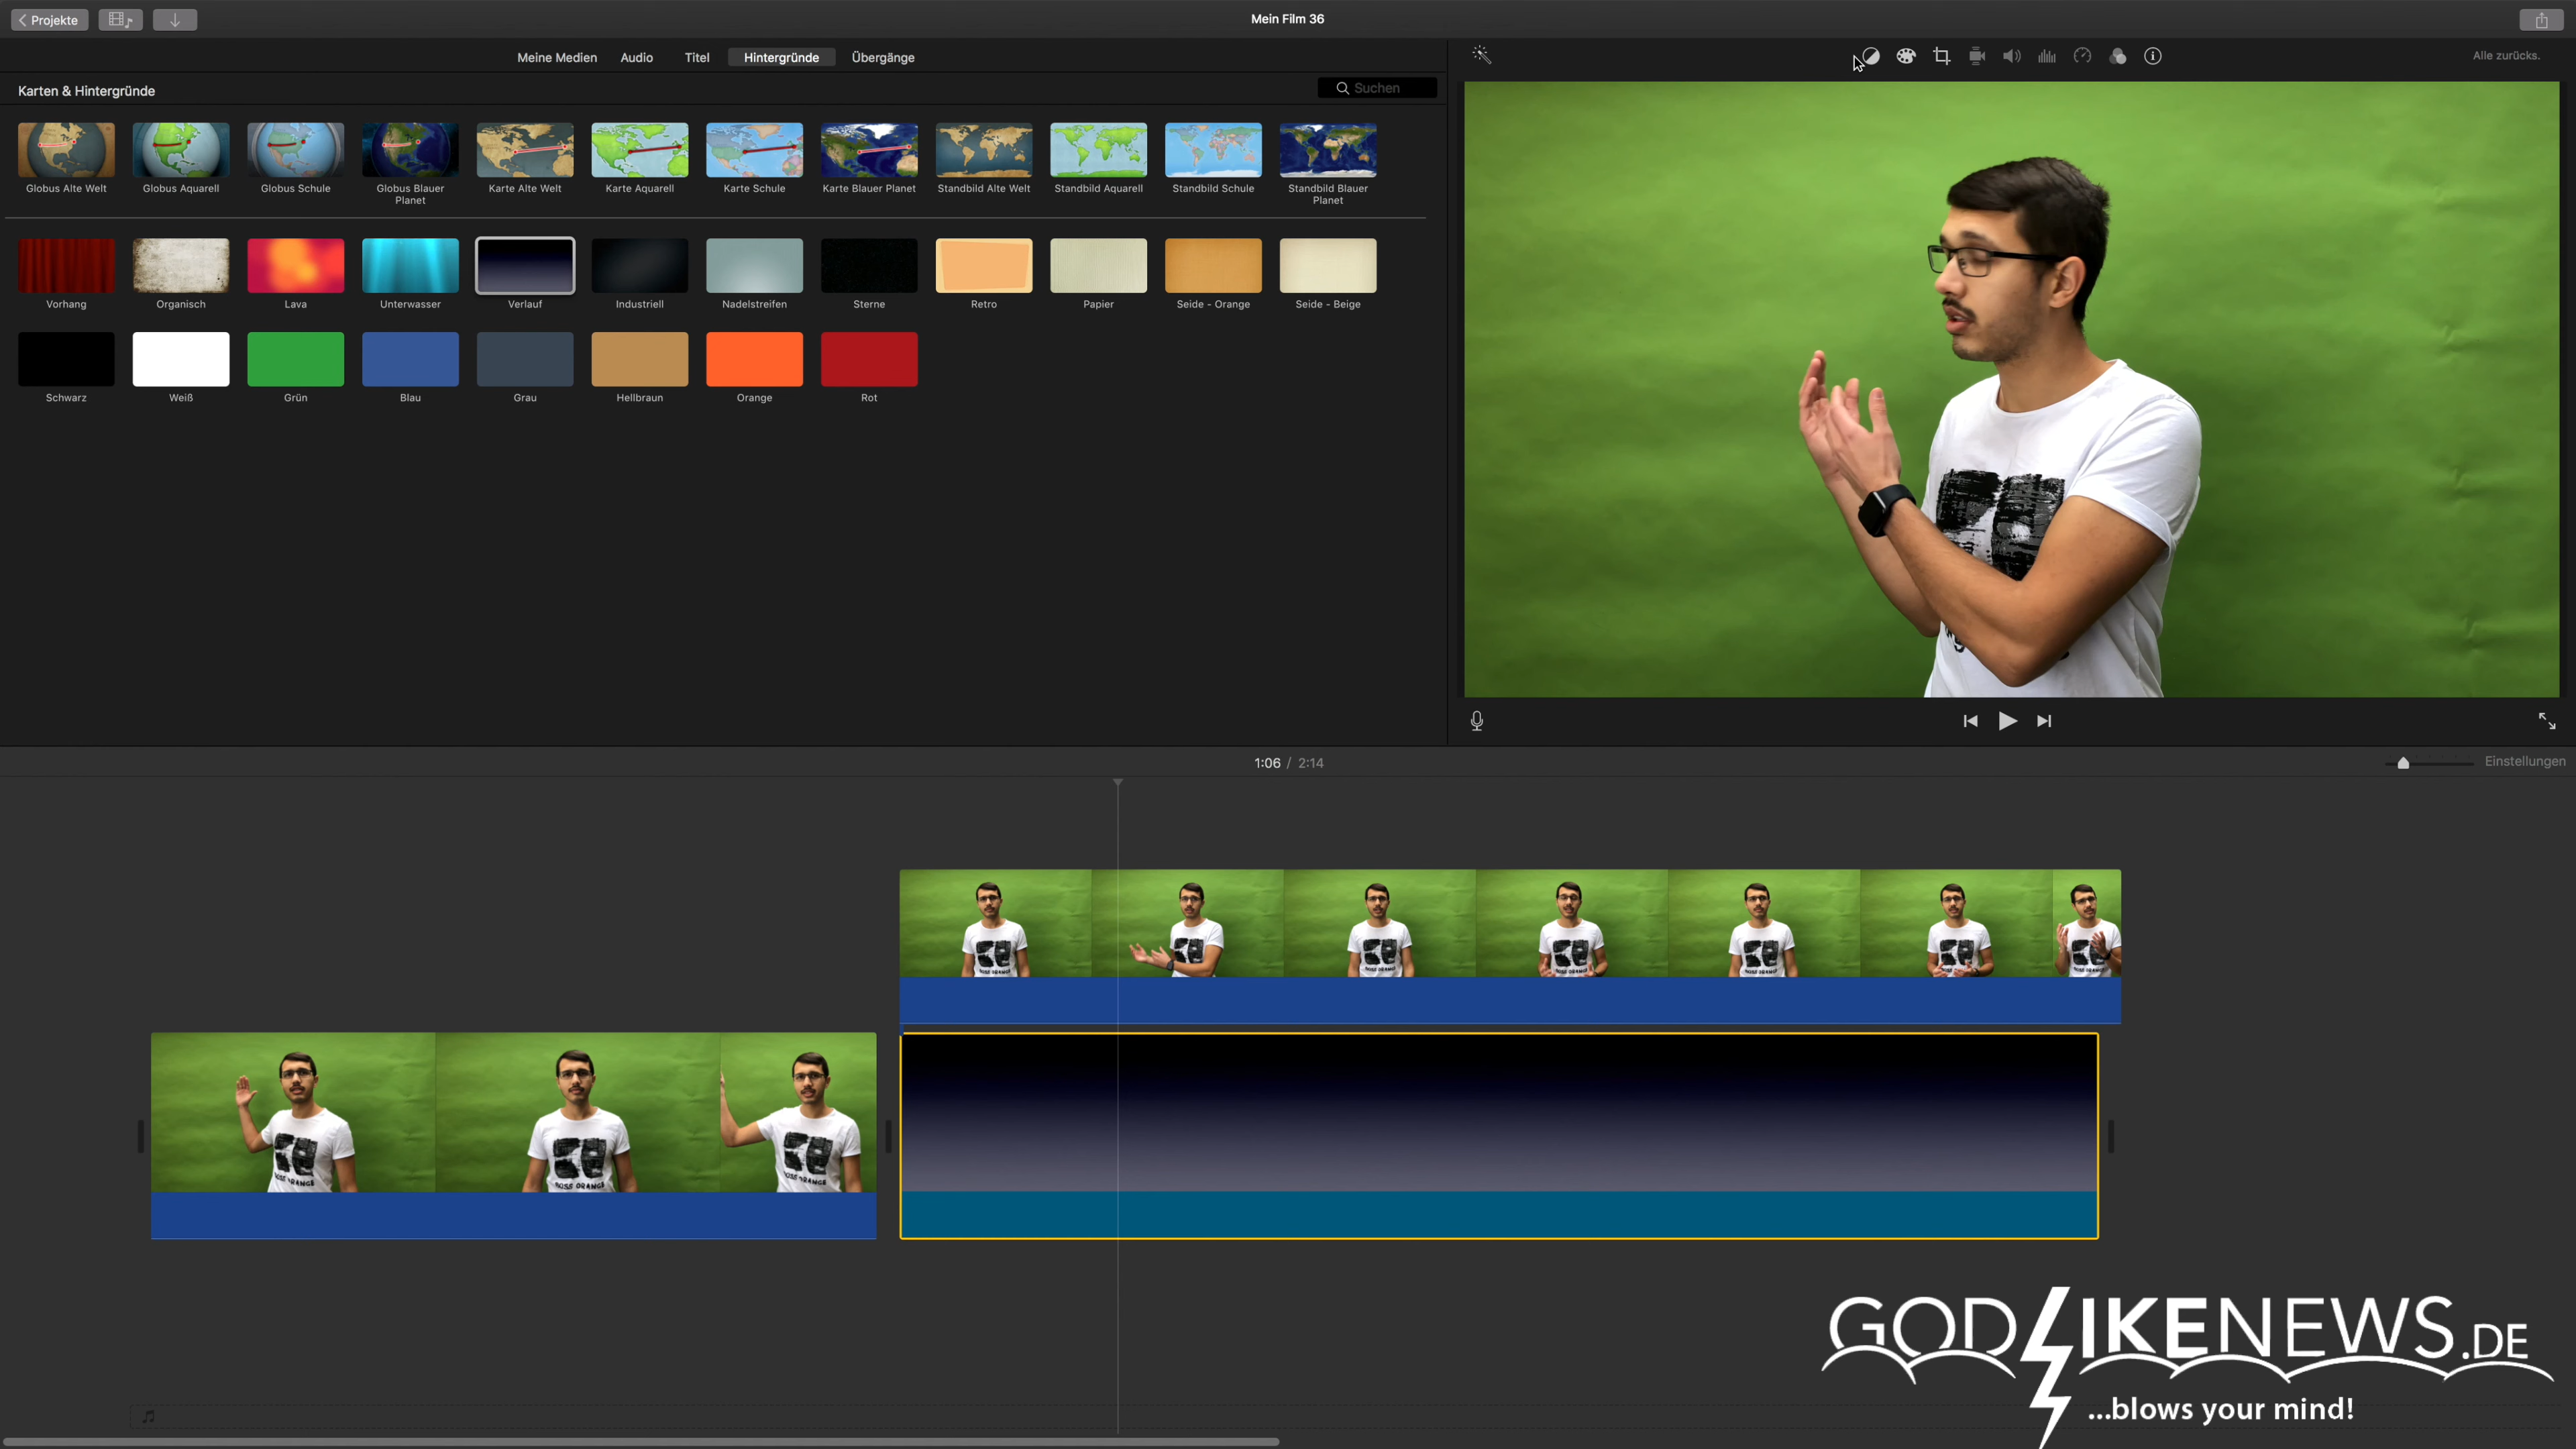 Projekte
Mein Film 36
Meine Medien Audio Titel Hintergründe Übergänge
Alle zurücks.
Karten & Hintergründe
Suchen
Globus Alte Welt Globus Aquarell Globus Schule Globus Blauer Planet Karte Alte Welt Karte Aquarell Karte Schule Karte Blauer Planet Standbild Alte Welt Standbild Aquarell Standbild Schule Standbild Blauer Planet
Vorhang Organisch Lava Unterwasser Verlauf Industriell Nadelstreifen Sterne Retro Papier Seide - Orange Seide - Beige
Schwarz Weiß Grün Blau Grau Hellbraun Orange Rot
1:06 / 2:14
Einstellungen
GODLIKENEWS.DE
...blows your mind!